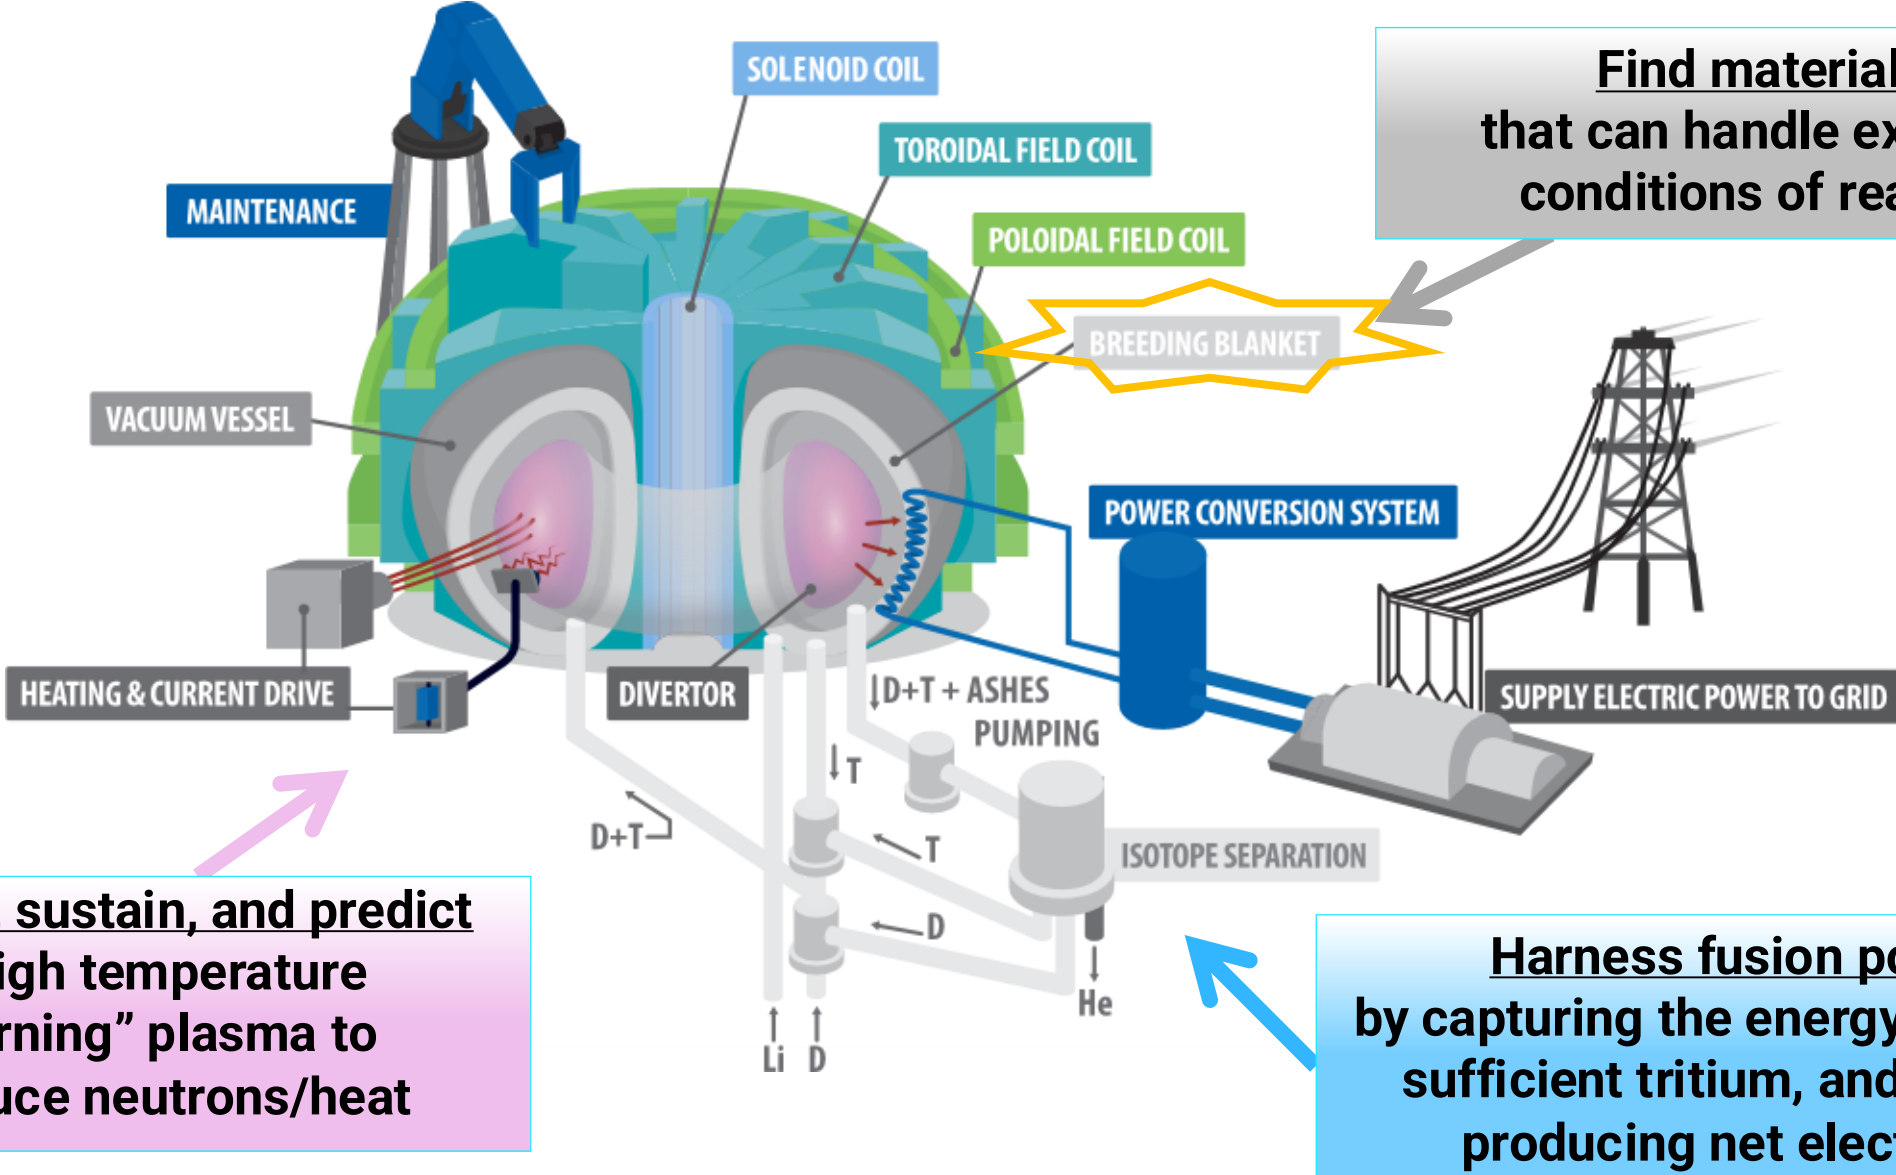 SOLENOID COIL
Find material
TOROIDAL FIELD COIL
that can handle ex
conditions of rea
MAINTENANCE
POLOIDAL FIELD COIL
BREEDING BLANKET
VACUUM VESSEL
POWER CONVERSION SYSTEM
HEATING & CURRENT DRIVE
DIVERTOR
↓D+T + ASHES
PUMPING
SUPPLY ELECTRIC POWER TO GRID
T
D+T
T
ISOTOPE SEPARATION
D
He
Li
D
sustain, and predict
igh temperature
rning” plasma to
uce neutrons/heat
Harness fusion po
by capturing the energy
sufficient tritium, and
producing net elect